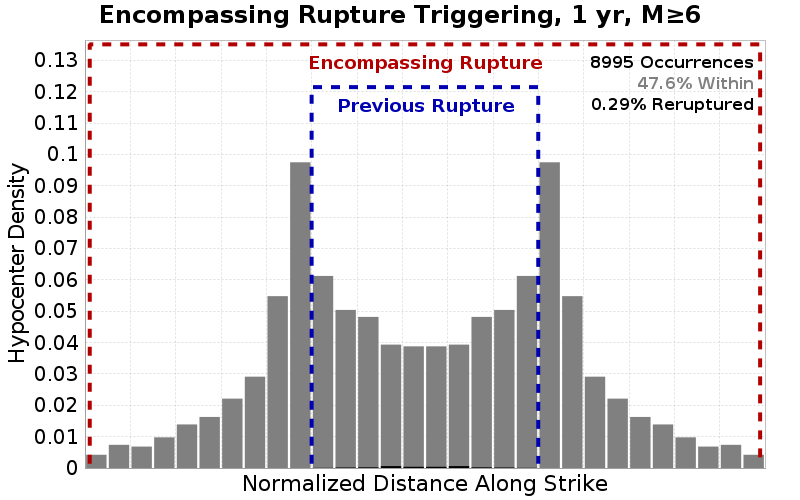 Encompassing Rupture Triggering, 1 yr, M≥6
Encompassing Rupture
8995 Occurrences
47.6% Within
0.29% Reruptured
Previous Rupture
Hypocenter Density
0.13
0.12
0.11
0.1
0.09
0.08
0.07
0.06
0.05
0.04
0.03
0.02
0.01
0
Normalized Distance Along Strike